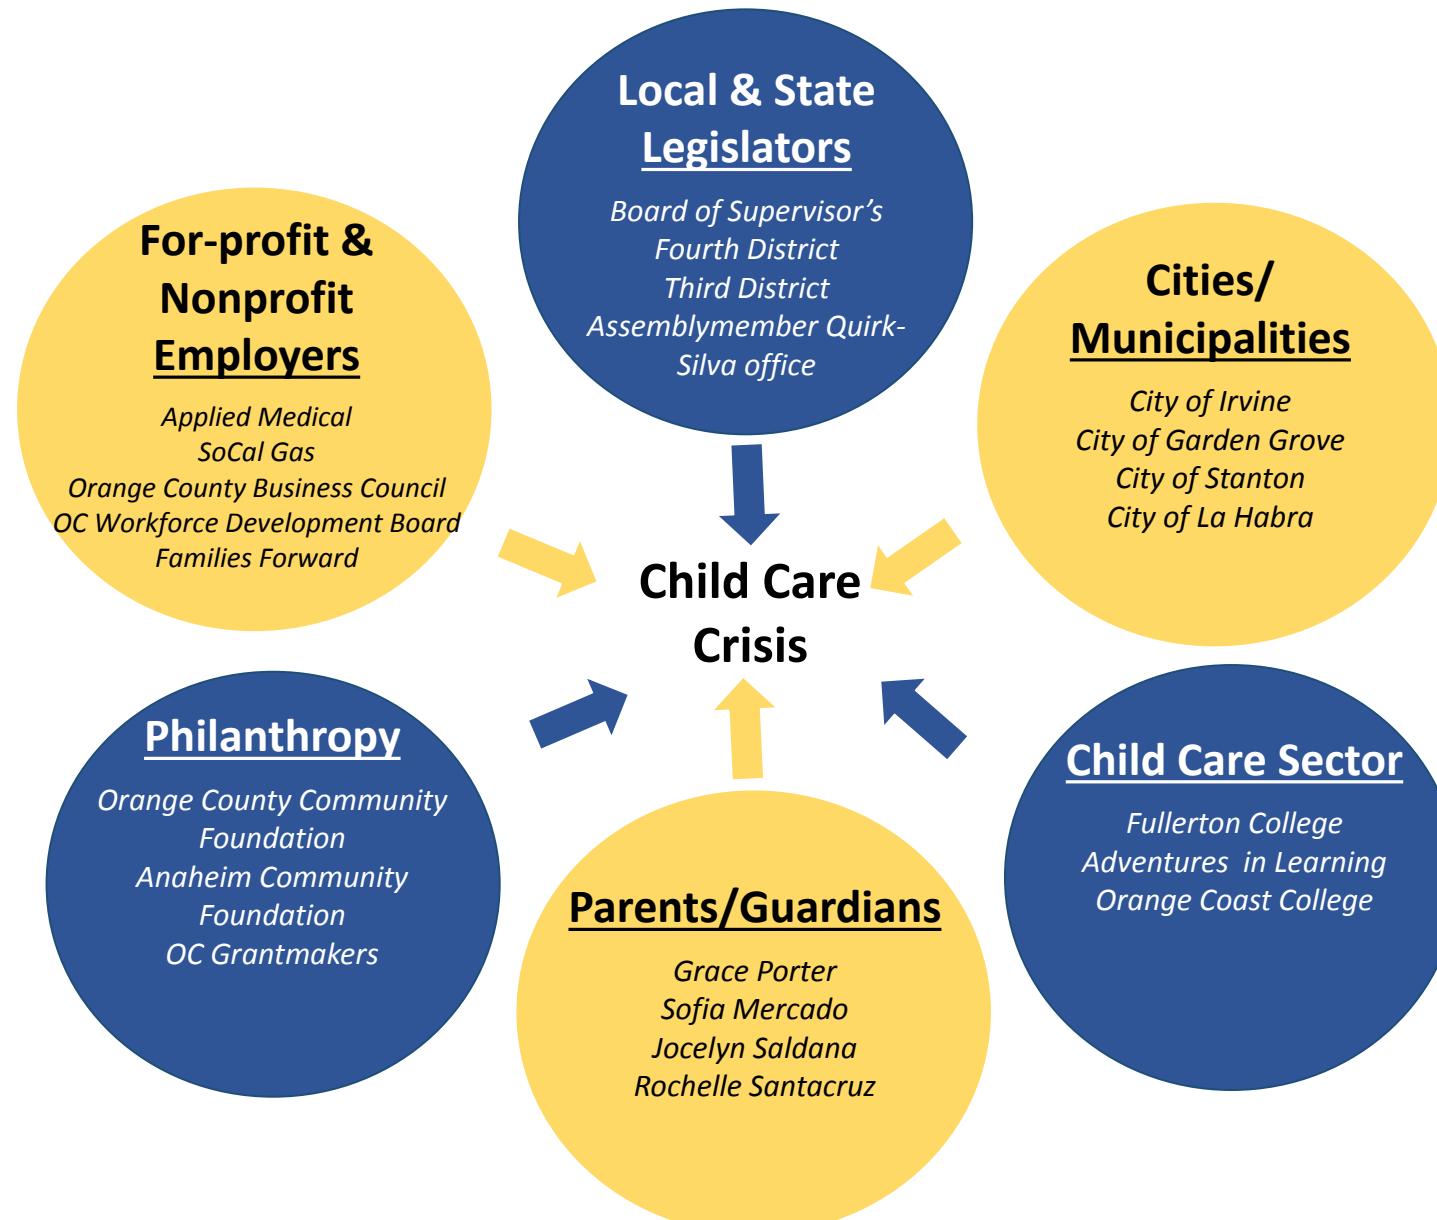 Local & State
Legislators
Board of Supervisor’s
Fourth District
Third District
Assemblymember Quirk-
Silva office
For-profit &
Nonprofit
Employers
Applied Medical
SoCal Gas
Orange County Business Council
OC Workforce Development Board
Families Forward
Cities/
Municipalities
City of Irvine
City of Garden Grove
City of Stanton
City of La Habra
Child Care
Crisis
Philanthropy
Orange County Community
Foundation
Anaheim Community
Foundation
OC Grantmakers
Parents/Guardians
Grace Porter
Sofia Mercado
Jocelyn Saldana
Rochelle Santacruz
Child Care Sector
Fullerton College
Adventures  in Learning
Orange Coast College